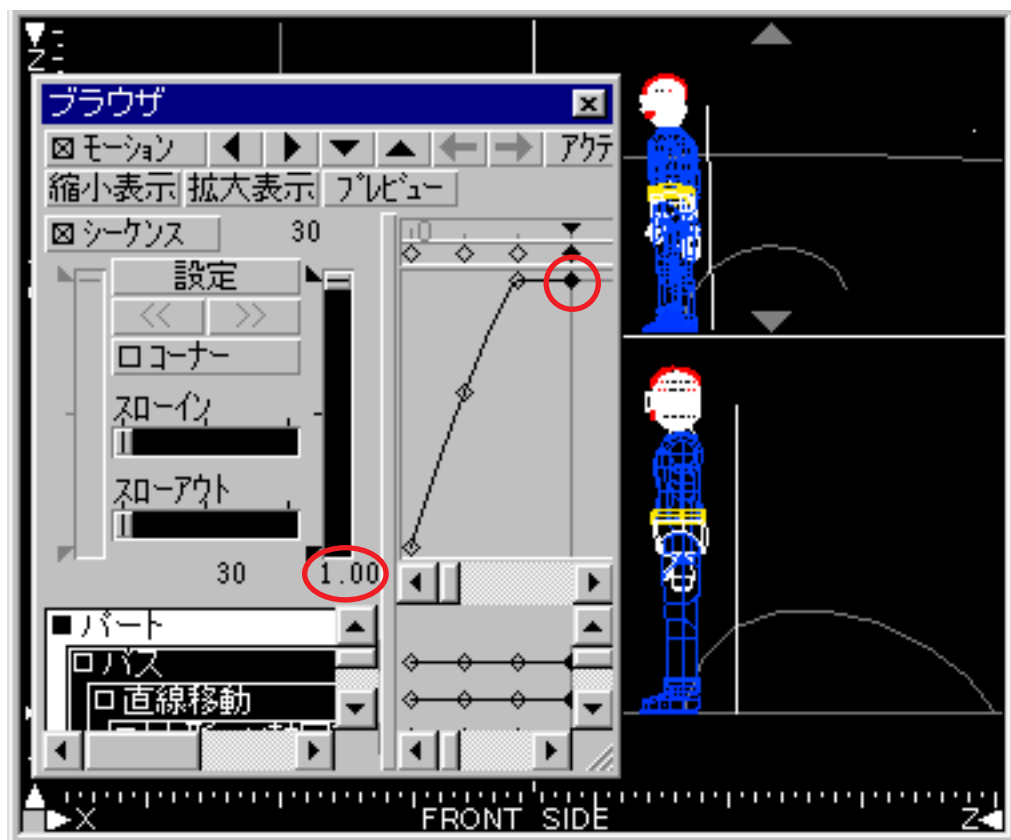 Z
ブラウザ
モーション アクテ
縮小表示 拡大表示 プレビュー
シーケンス 30 0
設定
<< >>
コーナー
スローイン
スローアウト
30 1.00
パート
パス
直線移動
X FRONT SIDE Z